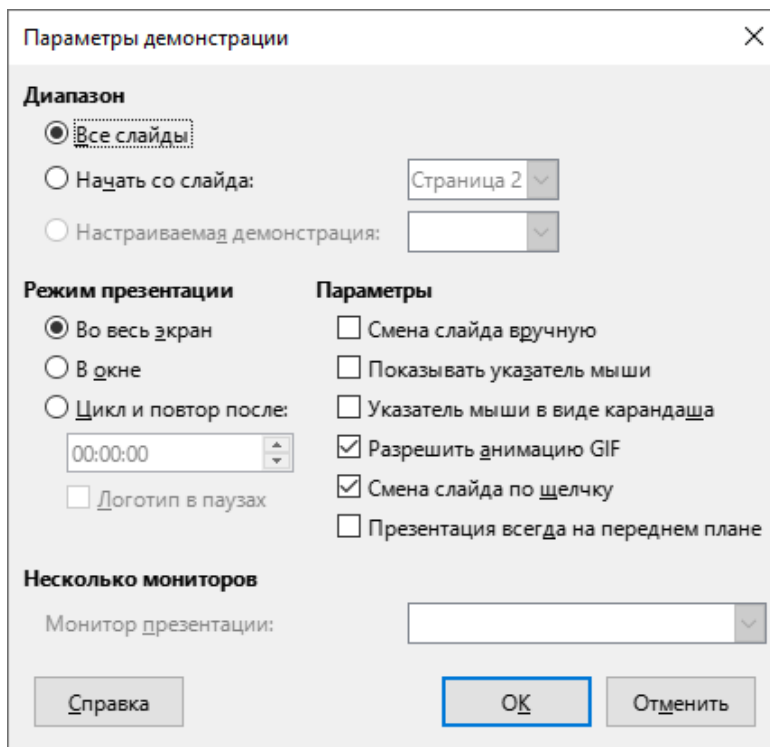 Параметры демонстрации
Диапазон
Все слайды
Начать со слайда: Страница 2
Настраиваемая демонстрация:
Режим презентации
Во весь экран
В окне
Цикл и повтор после:
00:00:00
Логотип в паузах
Параметры
Смена слайда вручную
Показывать указатель мыши
Указатель мыши в виде карандаша
Разрешить анимацию GIF
Смена слайда по щелчку
Презентация всегда на переднем плане
Несколько мониторов
Монитор презентации:
Справка OK Отменить